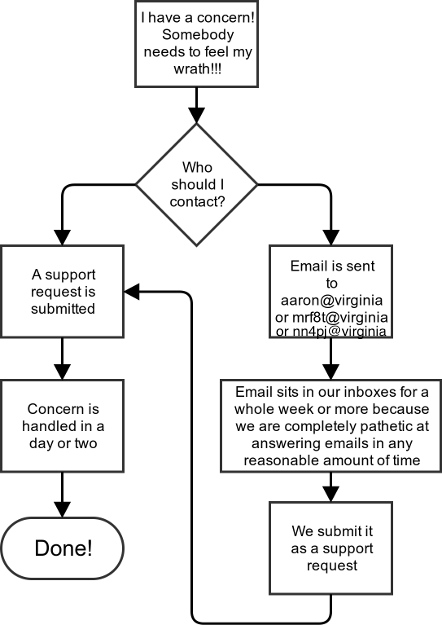 I have a concern!
Somebody
needs to feel my
wrath!!!
Who
should I
contact?
A support
request is
submitted
Email is sent
to
aaron@virginia
or mrf8t@virginia
or nn4pj@virginia
Concern is
handled in a
day or two
Email sits in our inboxes for a
whole week or more because
we are completely pathetic at
answering emails in any
reasonable amount of time
Done!
We submit it
as a support
request